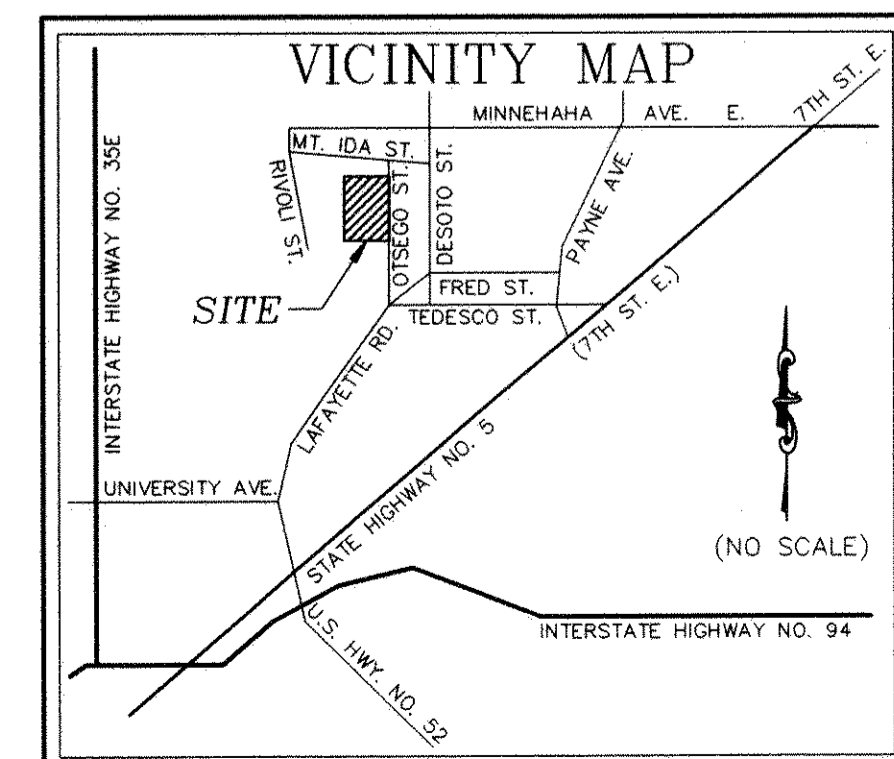 VICINITY MAP
7TH ST. E.
MINNEHAHA AVE. E.
MT. IDA ST.
INTERSTATE HIGHWAY NO. 35E
RIVOLI ST.
OTSEGO ST.
DESOTO ST.
PAYNE AVE.
FRED ST.
SITE
TEDESCO ST.
(7TH ST. E.)
LAFAYETTE RD.
UNIVERSITY AVE.
STATE HIGHWAY NO. 5
(NO SCALE)
U.S. HWY. NO. 52
INTERSTATE HIGHWAY NO. 94